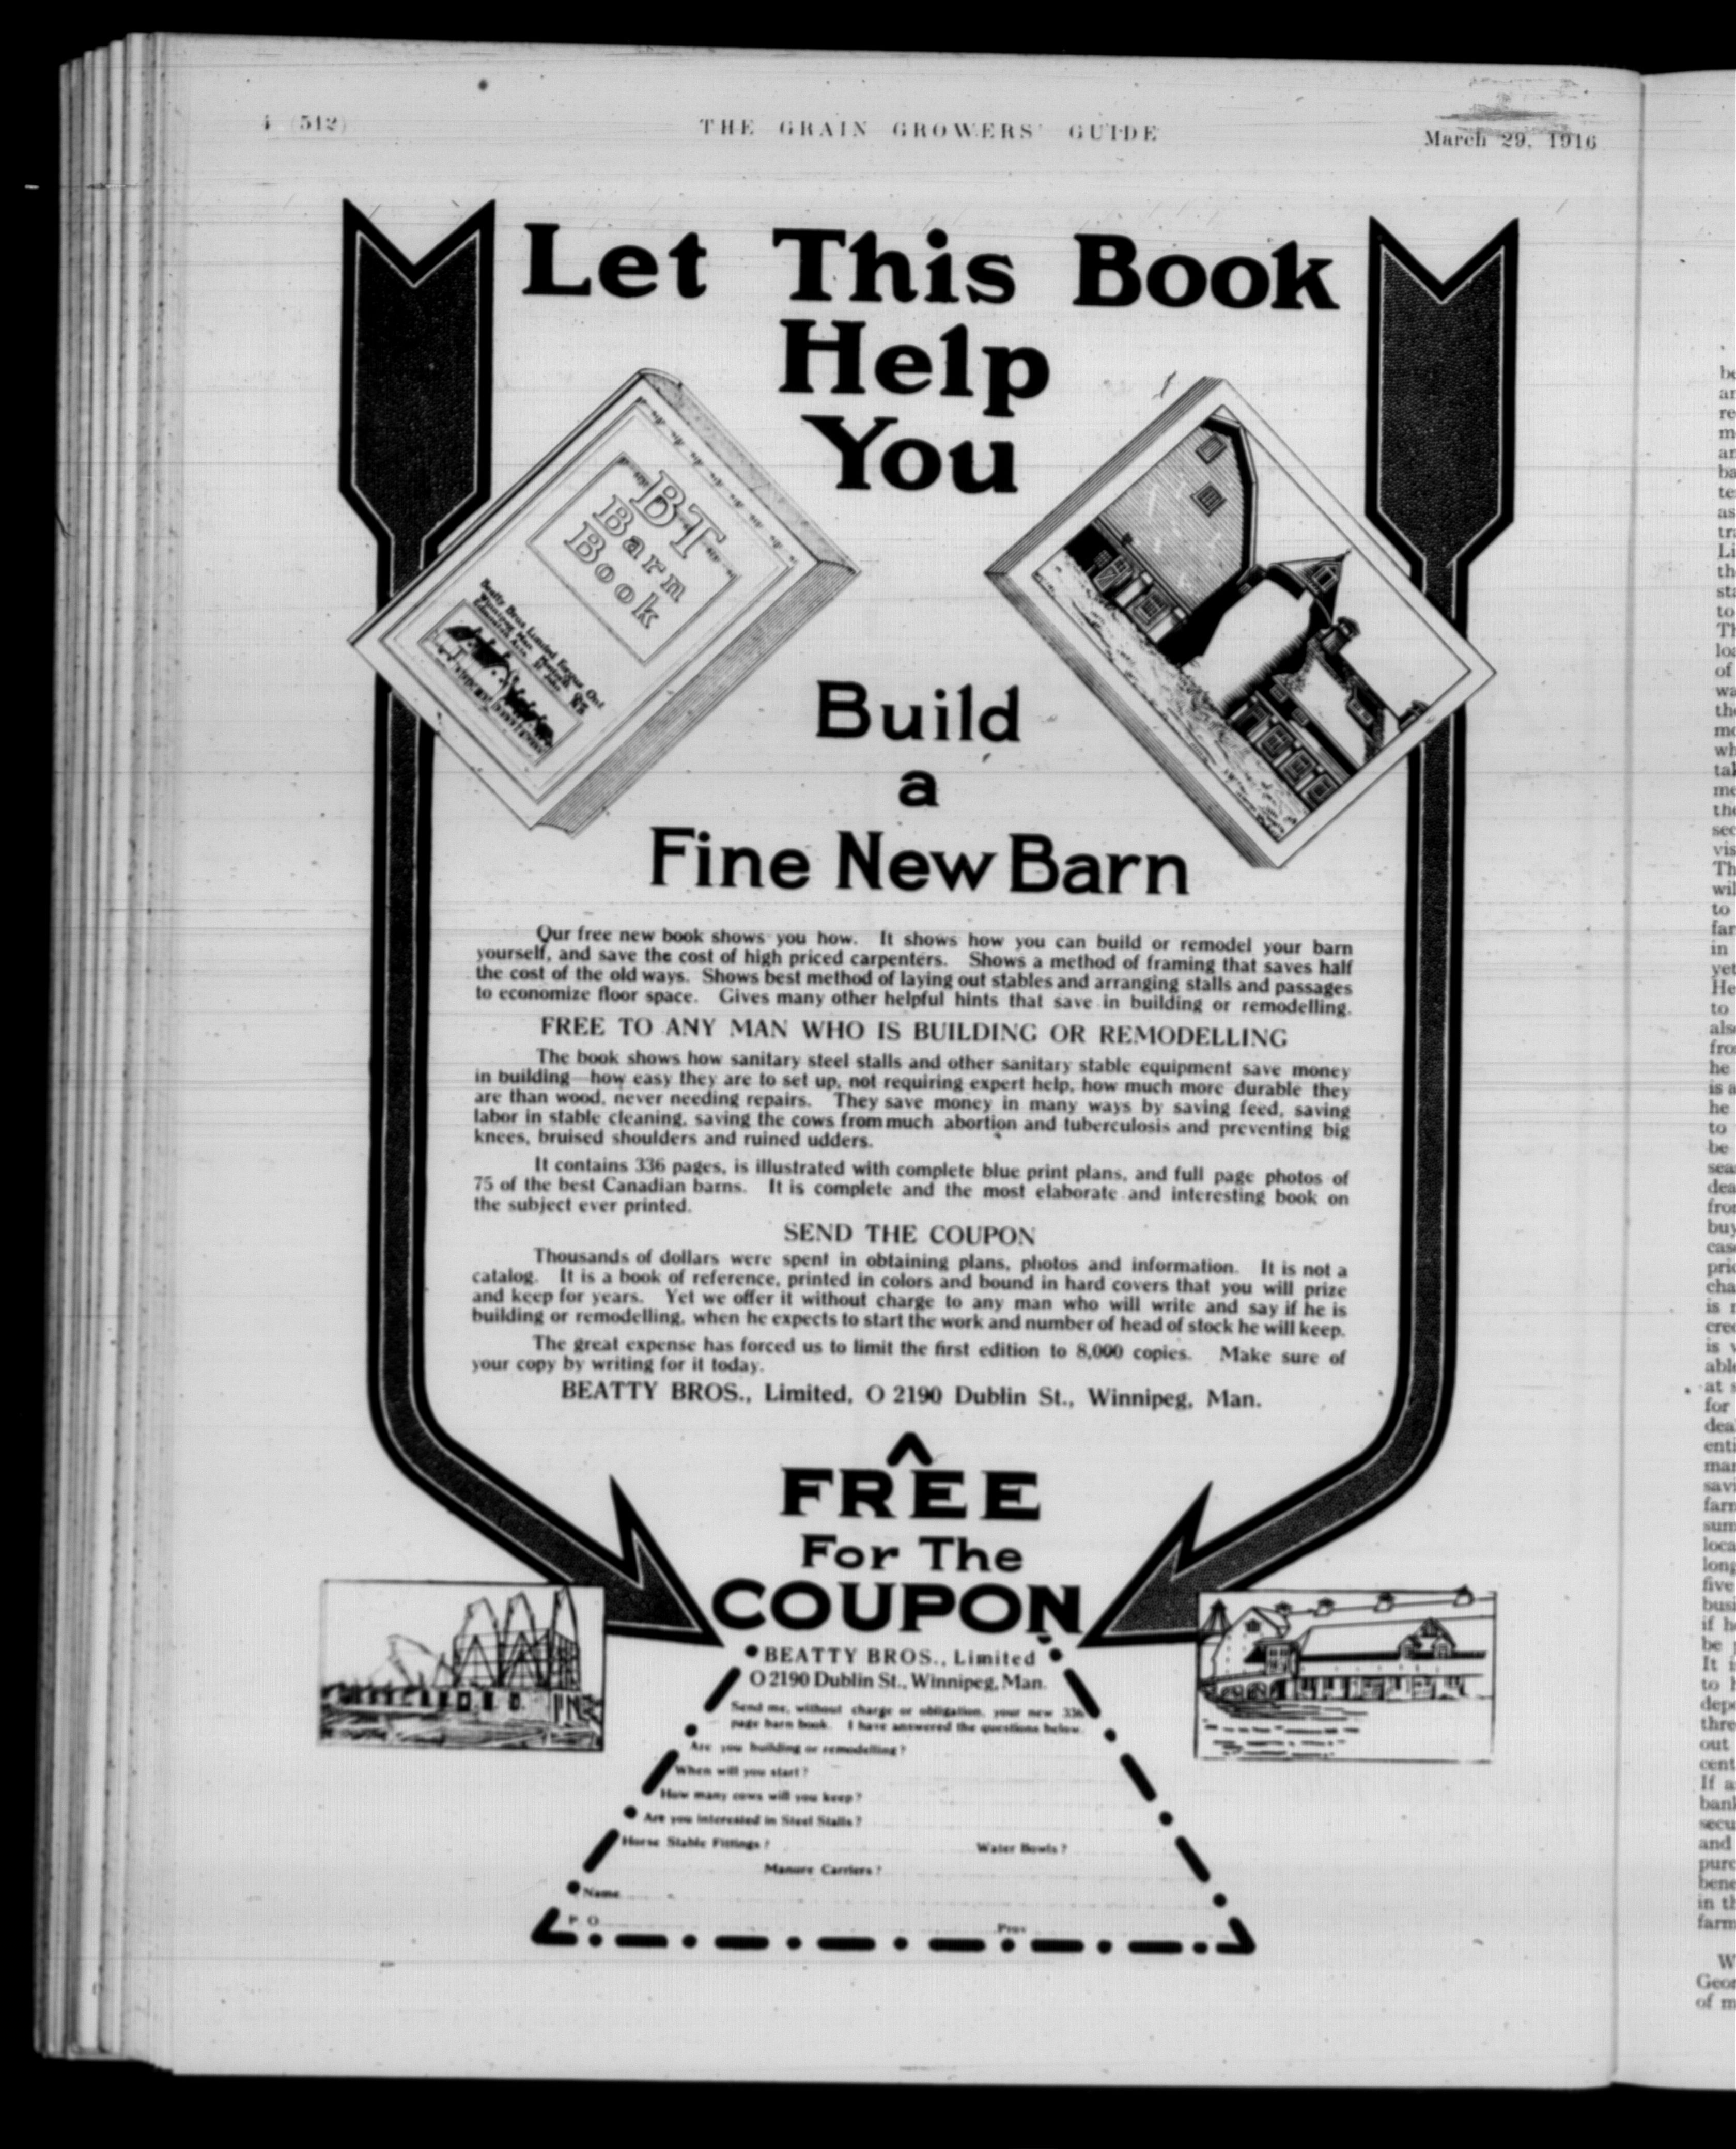 4 (512)
THE GRAIN GROWERS' GUIDE
March 29, 1916
Let This Book
Help
You
BT
Barn
Book
Beatty Bros Limited Fergus Ont
Build
a
Fine New Barn
Our free new book shows you how. It shows how you can build or remodel your barn
yourself, and save the cost of high priced carpenters. Shows a method of framing that saves half
the cost of the old ways. Shows best method of laying out stables and arranging stalls and passages
to economize floor space. Gives many other helpful hints that save in building or remodelling.
FREE TO ANY MAN WHO IS BUILDING OR REMODELLING
The book shows how sanitary steel stalls and other sanitary stable equipment save money
in building—how easy they are to set up, not requiring expert help, how much more durable they
are than wood, never needing repairs. They save money in many ways by saving feed, saving
labor in stable cleaning, saving the cows from much abortion and tuberculosis and preventing big
knees, bruised shoulders and ruined udders.
It contains 336 pages, is illustrated with complete blue print plans, and full page photos of
75 of the best Canadian barns. It is complete and the most elaborate and interesting book on
the subject ever printed.
SEND THE COUPON
Thousands of dollars were spent in obtaining plans, photos and information. It is not a
catalog. It is a book of reference, printed in colors and bound in hard covers that you will prize
and keep for years. Yet we offer it without charge to any man who will write and say if he is
building or remodelling, when he expects to start the work and number of head of stock he will keep.
The great expense has forced us to limit the first edition to 8,000 copies. Make sure of
your copy by writing for it today.
BEATTY BROS., Limited, O 2190 Dublin St., Winnipeg, Man.
FREE
For The
COUPON
BEATTY BROS., Limited
O 2190 Dublin St., Winnipeg, Man.
Send me, without charge or obligation, your new 336
page barn book. I have answered the questions below.
Are you building or remodelling?
When will you start?
How many cows will you keep?
Are you interested in Steel Stalls?
Horse Stable Fittings? Water Bowls?
Manure Carriers?
Name
P. O. Prov